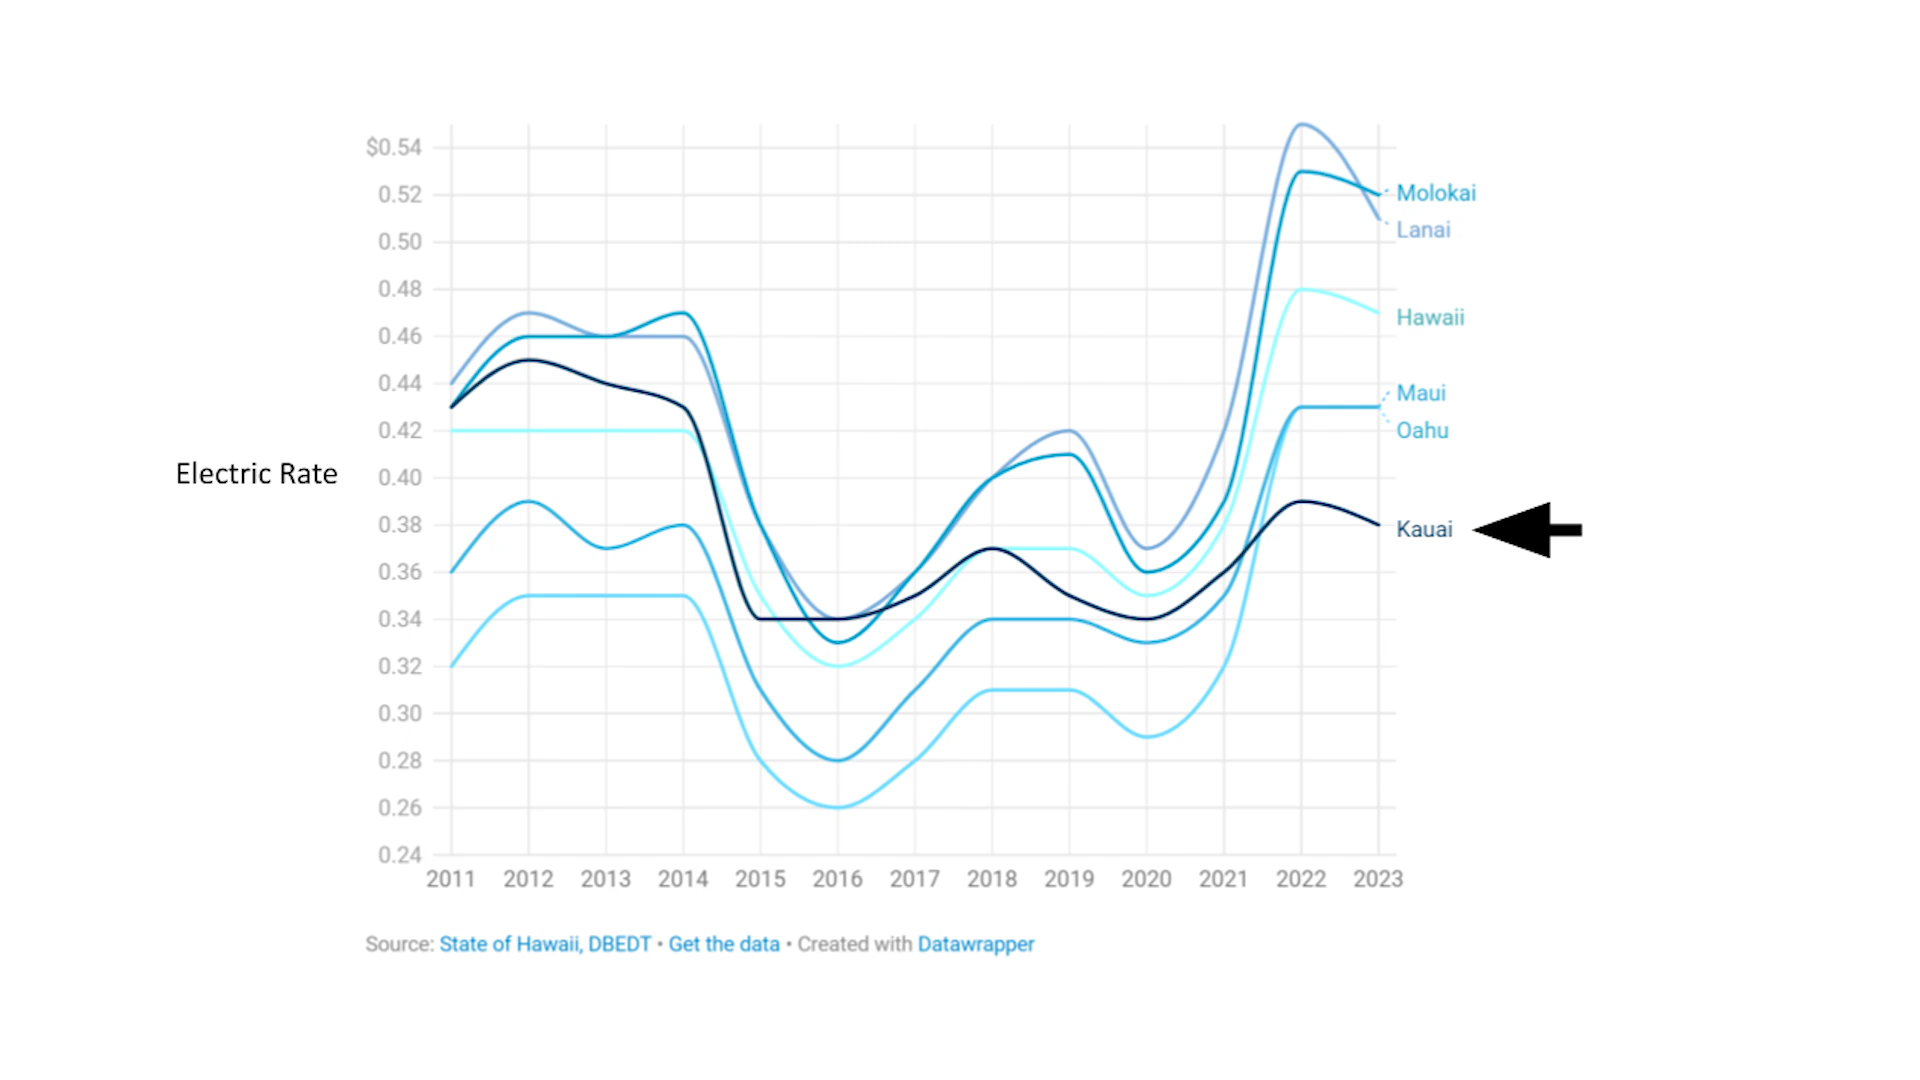 $0.54
0.52
0.50
0.48
0.46
0.44
0.42
0.40
0.38
0.36
0.34
0.32
0.30
0.28
0.26
0.24
Electric Rate
Molokai
Lanai
Hawaii
Maui
Oahu
Kauai
2011 2012 2013 2014 2015 2016 2017 2018 2019 2020 2021 2022 2023
Source: State of Hawaii, DBEDT • Get the data • Created with Datawrapper